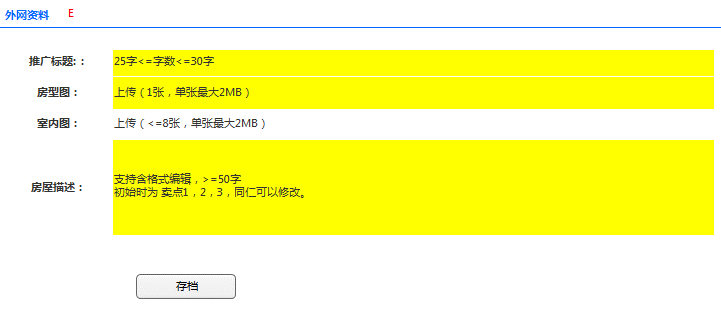 外网资料 E
推广标题:： 25字<=字数<=30字
房型图： 上传（1张，单张最大2MB）
室内图： 上传（<=8张，单张最大2MB）
房屋描述： 支持含格式编辑，>=50字
初始时为 卖点1，2，3，同仁可以修改。
存档